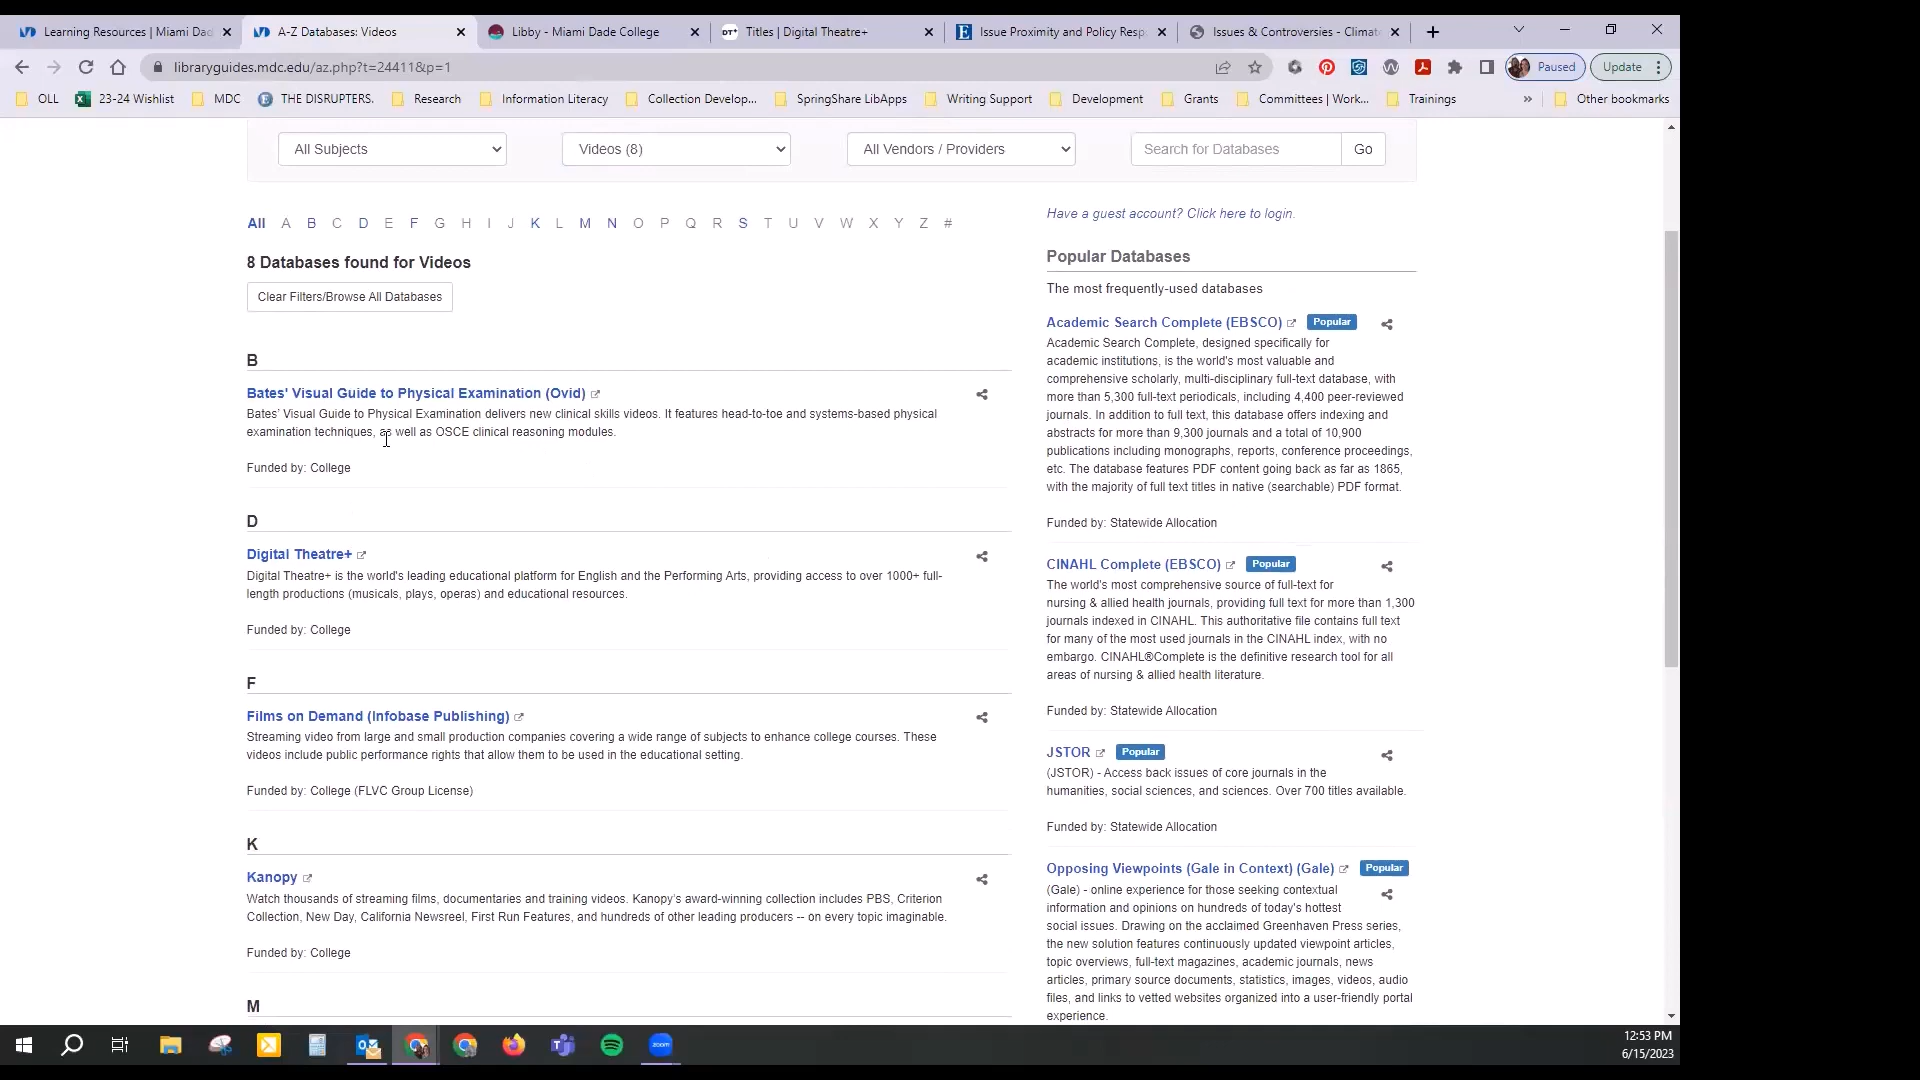 Learning Resources | Miami Dad
A-Z Databases: Videos
Libby - Miami Dade College
DT+ Titles | Digital Theatre+
E Issue Proximity and Policy Resp
Issues & Controversies - Climate
libraryguides.mdc.edu/az.php?t=24411&p=1
Paused
Update
OLL
23-24 Wishlist
MDC
THE DISRUPTERS.
Research
Information Literacy
Collection Develop...
SpringShare LibApps
Writing Support
Development
Grants
Committees | Work...
Trainings
»
Other bookmarks
All Subjects
Videos (8)
All Vendors / Providers
Search for Databases
Go
All A B C D E F G H I J K L M N O P Q R S T U V W X Y Z #
8 Databases found for Videos
Clear Filters/Browse All Databases
B
Bates' Visual Guide to Physical Examination (Ovid)
Bates' Visual Guide to Physical Examination delivers new clinical skills videos. It features head-to-toe and systems-based physical
examination techniques, as well as OSCE clinical reasoning modules.
Funded by: College
D
Digital Theatre+
Digital Theatre+ is the world's leading educational platform for English and the Performing Arts, providing access to over 1000+ full-
length productions (musicals, plays, operas) and educational resources.
Funded by: College
F
Films on Demand (Infobase Publishing)
Streaming video from large and small production companies covering a wide range of subjects to enhance college courses. These
videos include public performance rights that allow them to be used in the educational setting.
Funded by: College (FLVC Group License)
K
Kanopy
Watch thousands of streaming films, documentaries and training videos. Kanopy's award-winning collection includes PBS, Criterion
Collection, New Day, California Newsreel, First Run Features, and hundreds of other leading producers -- on every topic imaginable.
Funded by: College
M
Have a guest account? Click here to login.
Popular Databases
The most frequently-used databases
Academic Search Complete (EBSCO) Popular
Academic Search Complete, designed specifically for
academic institutions, is the world's most valuable and
comprehensive scholarly, multi-disciplinary full-text database, with
more than 5,300 full-text periodicals, including 4,400 peer-reviewed
journals. In addition to full text, this database offers indexing and
abstracts for more than 9,300 journals and a total of 10,900
publications including monographs, reports, conference proceedings,
etc. The database features PDF content going back as far as 1865,
with the majority of full text titles in native (searchable) PDF format.
Funded by: Statewide Allocation
CINAHL Complete (EBSCO) Popular
The world's most comprehensive source of full-text for
nursing & allied health journals, providing full text for more than 1,300
journals indexed in CINAHL. This authoritative file contains full text
for many of the most used journals in the CINAHL index, with no
embargo. CINAHL®Complete is the definitive research tool for all
areas of nursing & allied health literature.
Funded by: Statewide Allocation
JSTOR Popular
(JSTOR) - Access back issues of core journals in the
humanities, social sciences, and sciences. Over 700 titles available.
Funded by: Statewide Allocation
Opposing Viewpoints (Gale in Context) (Gale) Popular
(Gale) - online experience for those seeking contextual
information and opinions on hundreds of today's hottest
social issues. Drawing on the acclaimed Greenhaven Press series,
the new solution features continuously updated viewpoint articles,
topic overviews, full-text magazines, academic journals, news
articles, primary source documents, statistics, images, videos, audio
files, and links to vetted websites organized into a user-friendly portal
experience.
zoom
12:53 PM
6/15/2023